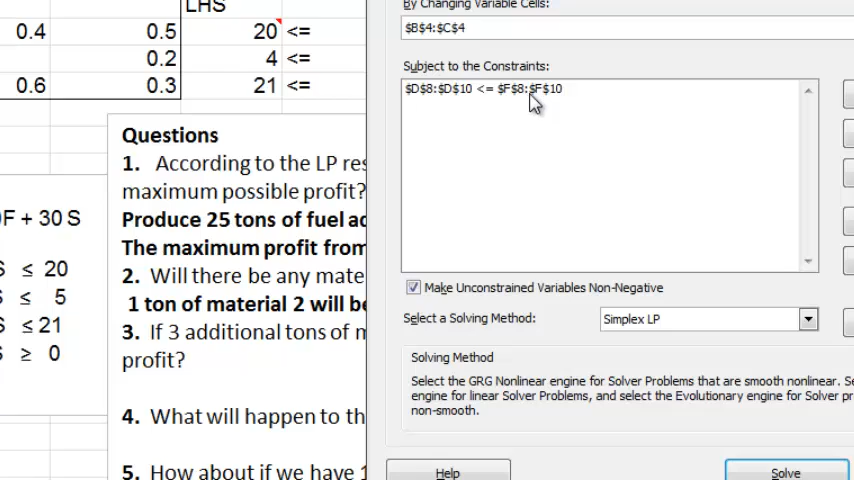 LHS
0.4 0.5 20 <=
0.2 4 <=
0.6 0.3 21 <=
Questions
1. According to the LP res
maximum possible profit?
Produce 25 tons of fuel ad
The maximum profit from
2. Will there be any mate
1 ton of material 2 will be
3. If 3 additional tons of m
profit?
4. What will happen to th
5. How about if we have 1
F + 30 S
S ≤ 20
S ≤ 5
S ≤ 21
S ≥ 0
By Changing Variable Cells:
$B$4:$C$4
Subject to the Constraints:
$D$8:$D$10 <= $F$8:$F$10
Make Unconstrained Variables Non-Negative
Select a Solving Method:
Simplex LP
Solving Method
Select the GRG Nonlinear engine for Solver Problems that are smooth nonlinear. Se
engine for linear Solver Problems, and select the Evolutionary engine for Solver pr
non-smooth.
Help
Solve